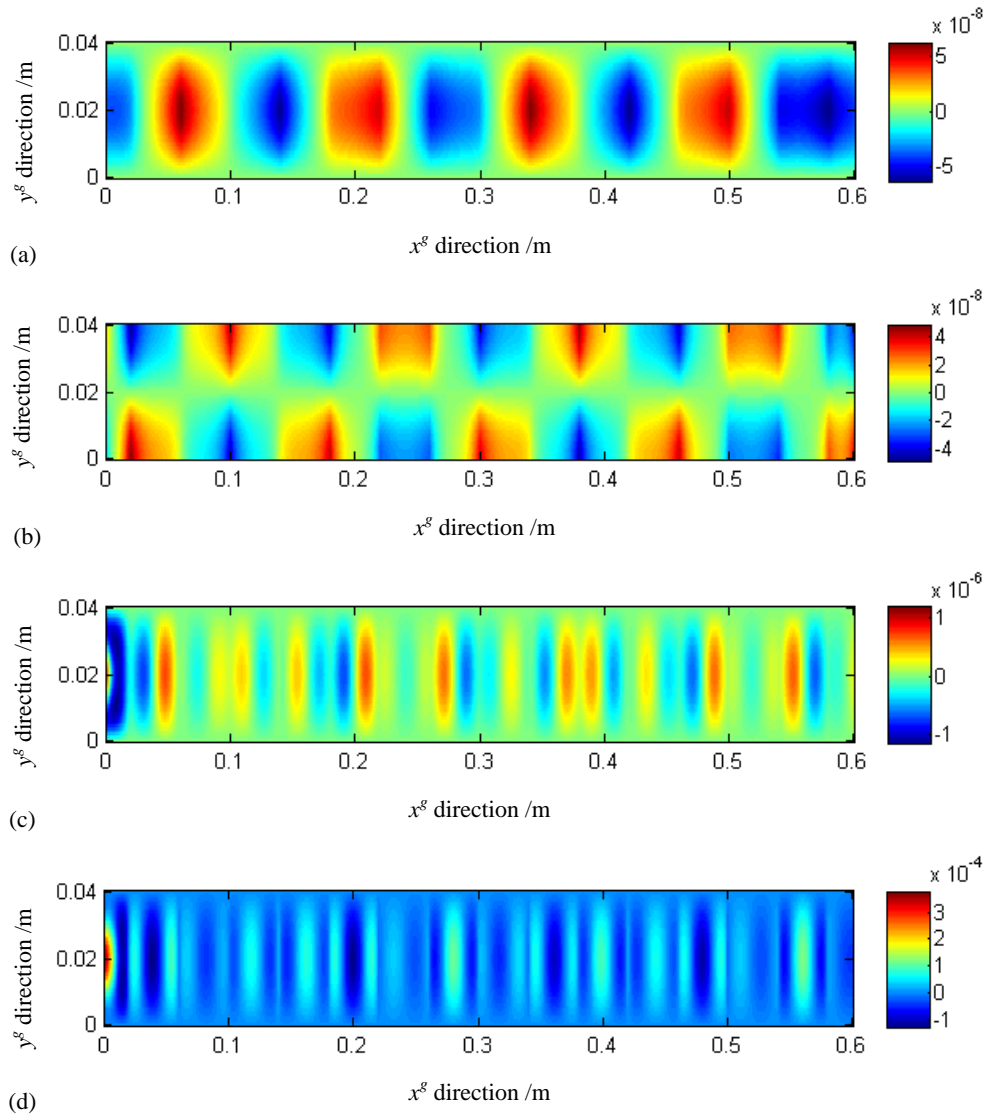 x 10^-8
0.04
0.02
0
y^g direction /m
0 0.1 0.2 0.3 0.4 0.5 0.6
5
0
-5
x^g direction /m
(a)
x 10^-8
0.04
0.02
0
y^g direction /m
0 0.1 0.2 0.3 0.4 0.5 0.6
4
2
0
-2
-4
x^g direction /m
(b)
x 10^-6
0.04
0.02
0
y^g direction /m
0 0.1 0.2 0.3 0.4 0.5 0.6
1
0
-1
x^g direction /m
(c)
x 10^-4
0.04
0.02
0
y^g direction /m
0 0.1 0.2 0.3 0.4 0.5 0.6
3
2
1
0
-1
x^g direction /m
(d)